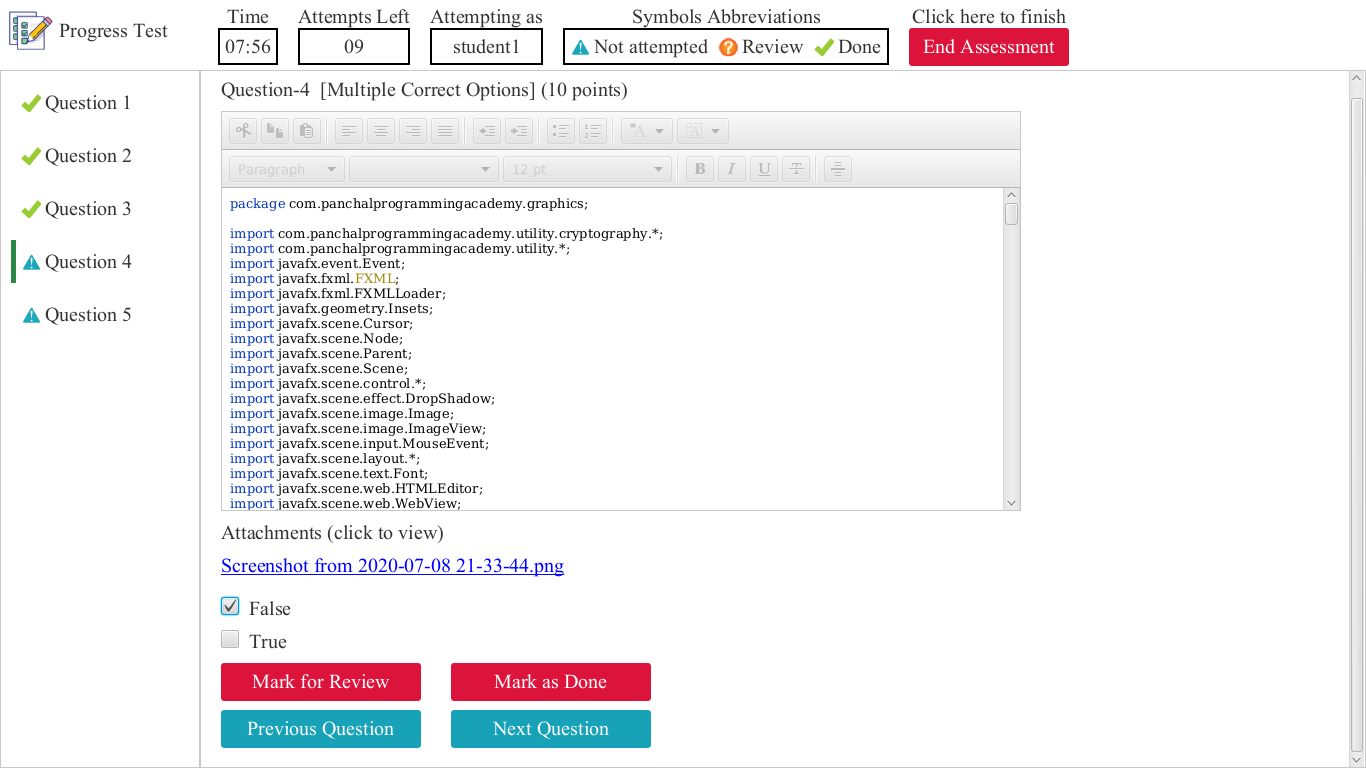 Progress Test
Time
07:56
Attempts Left
09
Attempting as
student1
Symbols Abbreviations
Not attempted Review Done
Click here to finish
End Assessment
Question 1
Question 2
Question 3
Question 4
Question 5
Question-4 [Multiple Correct Options] (10 points)
Paragraph
12 pt
B I U T
package com.panchalprogrammingacademy.graphics;
import com.panchalprogrammingacademy.utility.cryptography.*;
import com.panchalprogrammingacademy.utility.*;
import javafx.event.Event;
import javafx.fxml.FXML;
import javafx.fxml.FXMLLoader;
import javafx.geometry.Insets;
import javafx.scene.Cursor;
import javafx.scene.Node;
import javafx.scene.Parent;
import javafx.scene.Scene;
import javafx.scene.control.*;
import javafx.scene.effect.DropShadow;
import javafx.scene.image.Image;
import javafx.scene.image.ImageView;
import javafx.scene.input.MouseEvent;
import javafx.scene.layout.*;
import javafx.scene.text.Font;
import javafx.scene.web.HTMLEditor;
import javafx.scene.web.WebView;
Attachments (click to view)
Screenshot from 2020-07-08 21-33-44.png
False
True
Mark for Review
Mark as Done
Previous Question
Next Question